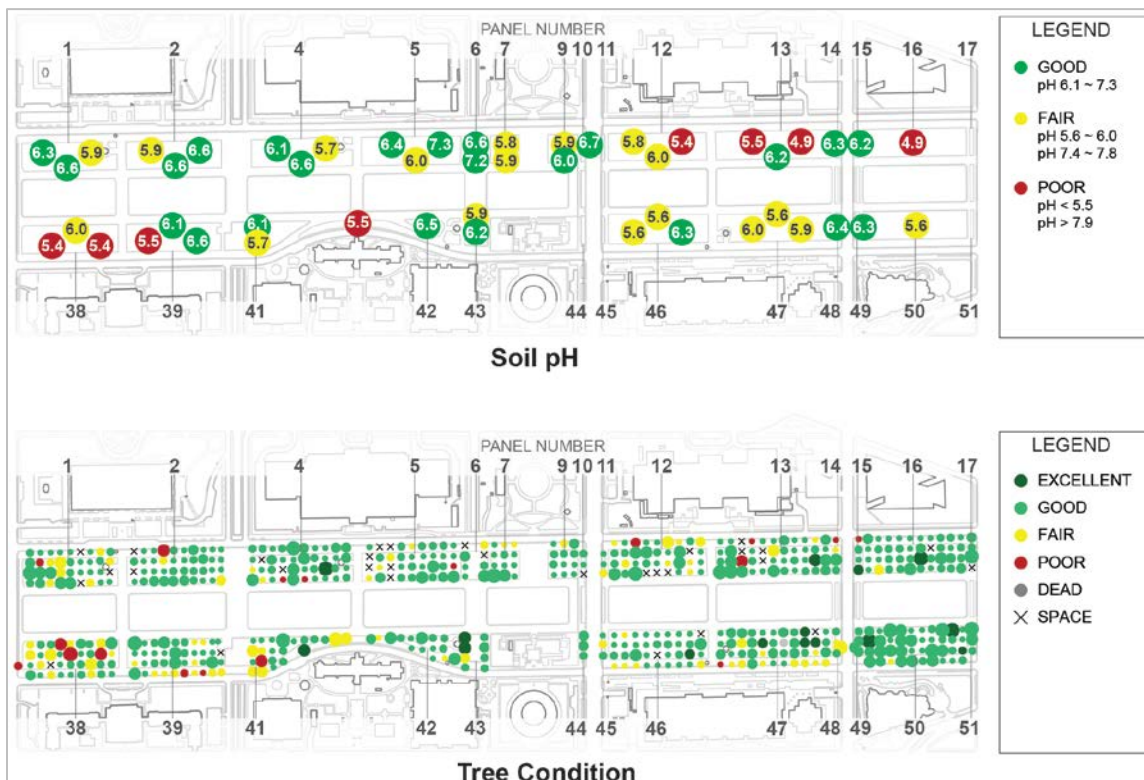 PANEL NUMBER
1 2 4 5 6 7 9 10 11 12 13 14 15 16 17
6.3 6.6 5.9 5.9 6.6 6.6 6.1 6.6 5.7 6.4 6.0 7.3 6.6 7.2 5.8 5.9 5.9 6.0 6.7 5.8 6.0 5.4 5.5 6.2 4.9 6.3 6.2 4.9
5.4 6.0 5.4 5.5 6.1 6.6 6.1 5.7 5.5 6.5 5.9 6.2 5.6 5.6 6.3 6.0 5.6 5.9 6.4 6.3 5.6
38 39 41 42 43 44 45 46 47 48 49 50 51
Soil pH
LEGEND
GOOD
pH 6.1 ~ 7.3
FAIR
pH 5.6 ~ 6.0
pH 7.4 ~ 7.8
POOR
pH < 5.5
pH > 7.9
PANEL NUMBER
1 2 4 5 6 7 9 10 11 12 13 14 15 16 17
38 39 41 42 43 44 45 46 47 48 49 50 51
Tree Condition
LEGEND
EXCELLENT
GOOD
FAIR
POOR
DEAD
SPACE